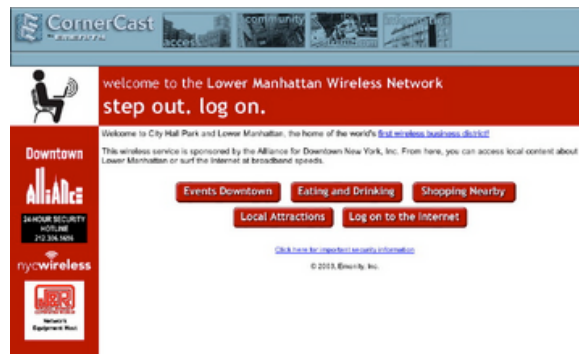 CornerCast
access
community
welcome to the Lower Manhattan Wireless Network
step out. log on.
Welcome to City Hall Park and Lower Manhattan, the home of the world's first wireless business district!
This wireless service is sponsored by the Alliance for Downtown New York, Inc. From here, you can access local content about
Lower Manhattan or surf the Internet at broadband speeds.
Downtown
AlliANcE
24-HOUR SECURITY
HOTLINE
212.306.5656
nycwireless
J&R
Network
Equipment Host
Events Downtown
Eating and Drinking
Shopping Nearby
Local Attractions
Log on to the Internet
Click here for important security information
© 2003, Emenity, Inc.